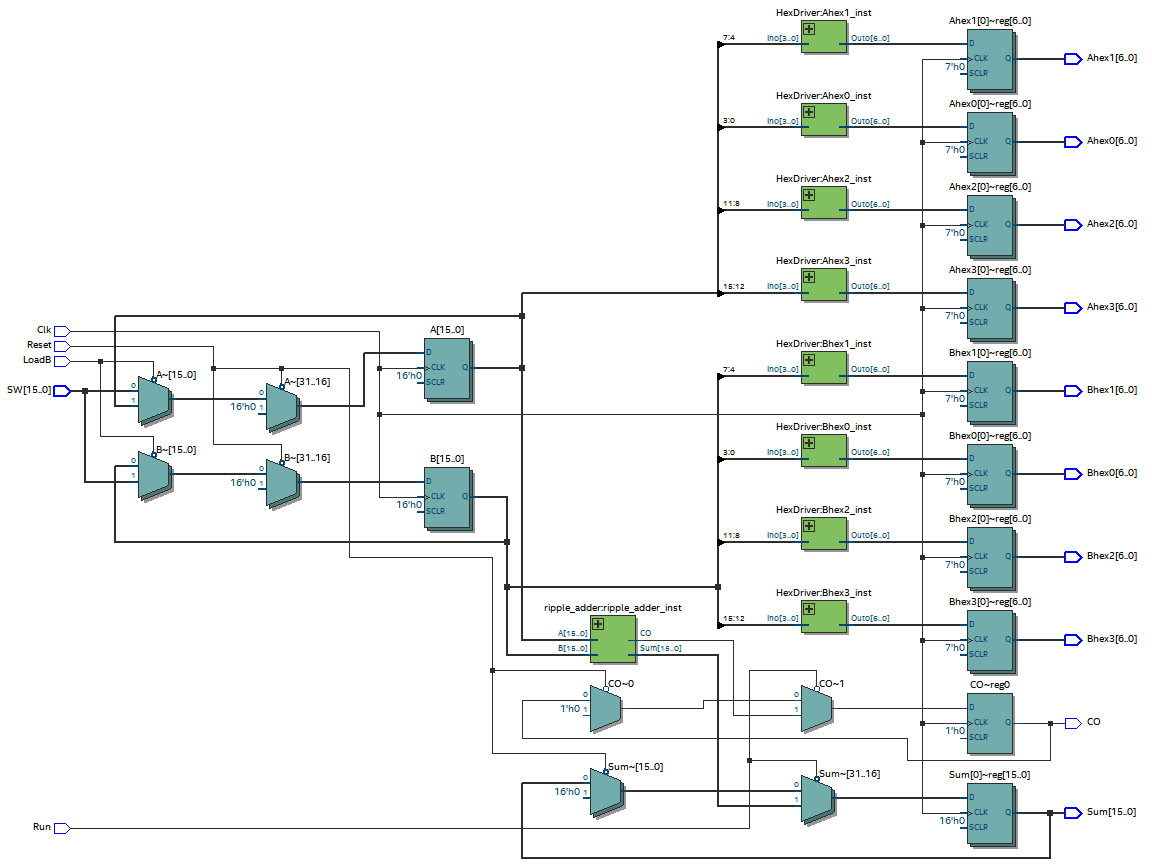 HexDriver:Ahex1_inst
Ahex1[0]~reg[6..0]
7:4
In0[3..0]
Out0[6..0]
D
CLK
Q
7'h0
SCLR
Ahex1[6..0]
HexDriver:Ahex0_inst
Ahex0[0]~reg[6..0]
3:0
In0[3..0]
Out0[6..0]
D
CLK
Q
7'h0
SCLR
Ahex0[6..0]
HexDriver:Ahex2_inst
Ahex2[0]~reg[6..0]
11:8
In0[3..0]
Out0[6..0]
D
CLK
Q
7'h0
SCLR
Ahex2[6..0]
HexDriver:Ahex3_inst
Ahex3[0]~reg[6..0]
15:12
In0[3..0]
Out0[6..0]
D
CLK
Q
7'h0
SCLR
Ahex3[6..0]
Clk
Reset
LoadB
SW[15..0]
A~[15..0]
0
1
A~[31..16]
0
16'h0 1
A[15..0]
D
CLK
Q
16'h0
SCLR
HexDriver:Bhex1_inst
Bhex1[0]~reg[6..0]
7:4
In0[3..0]
Out0[6..0]
D
CLK
Q
7'h0
SCLR
Bhex1[6..0]
B~[15..0]
0
1
B~[31..16]
0
16'h0 1
B[15..0]
D
CLK
Q
16'h0
SCLR
HexDriver:Bhex0_inst
Bhex0[0]~reg[6..0]
3:0
In0[3..0]
Out0[6..0]
D
CLK
Q
7'h0
SCLR
Bhex0[6..0]
HexDriver:Bhex2_inst
Bhex2[0]~reg[6..0]
11:8
In0[3..0]
Out0[6..0]
D
CLK
Q
7'h0
SCLR
Bhex2[6..0]
HexDriver:Bhex3_inst
Bhex3[0]~reg[6..0]
15:12
In0[3..0]
Out0[6..0]
D
CLK
Q
7'h0
SCLR
Bhex3[6..0]
ripple_adder:ripple_adder_inst
A[15..0]
CO
B[15..0]
Sum[15..0]
CO~0
0
1'h0 1
CO~1
0
1
CO~reg0
D
CLK
Q
1'h0
SCLR
CO
Sum~[15..0]
0
16'h0 1
Sum~[31..16]
0
1
Sum[0]~reg[15..0]
D
CLK
Q
16'h0
SCLR
Sum[15..0]
Run